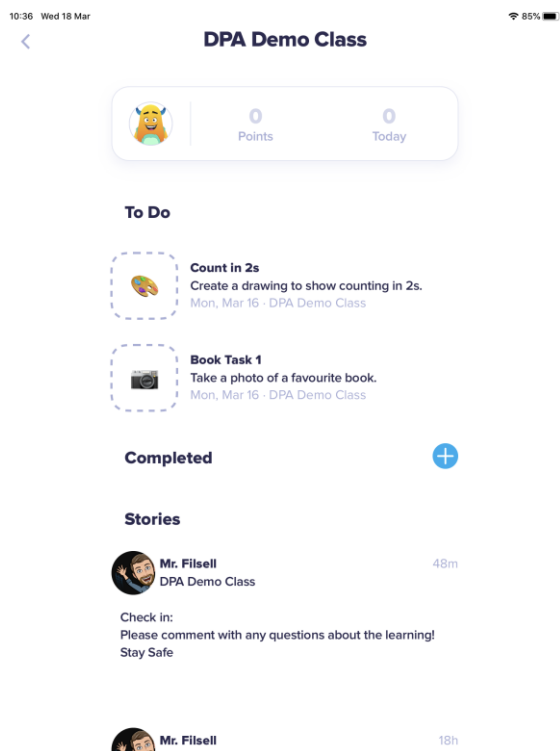 10:36 Wed 18 Mar
85%
DPA Demo Class
0
Points
0
Today
To Do
Count in 2s
Create a drawing to show counting in 2s.
Mon, Mar 16 · DPA Demo Class
Book Task 1
Take a photo of a favourite book.
Mon, Mar 16 · DPA Demo Class
Completed
Stories
Mr. Filsell
48m
DPA Demo Class
Check in:
Please comment with any questions about the learning!
Stay Safe
Mr. Filsell
18h